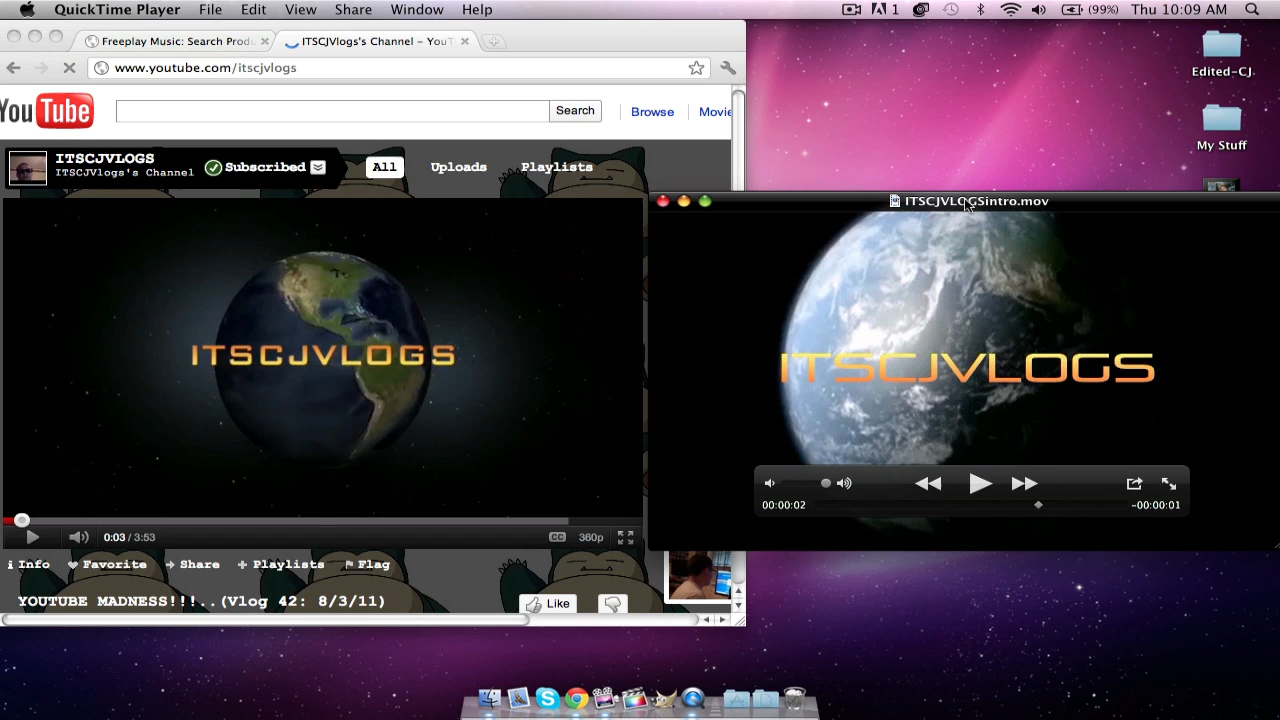 QuickTime Player File Edit View Share Window Help 1 (99%) Thu 10:09 AM
Freeplay Music: Search Produ ITSCJVlogs's Channel - YouT
www.youtube.com/itscjvlogs
YouTube Search Browse Movie
ITSCJVLOGS
ITSCJVlogs's Channel
Subscribed All Uploads Playlists
ITSCJVLOGS
0:03 / 3:53 CC 360p
Info Favorite Share Playlists Flag
YOUTUBE MADNESS!!!..(Vlog 42: 8/3/11)
Like
Edited-CJ
My Stuff
ITSCJVLOGSintro.mov
ITSCJVLOGS
00:00:02 -00:00:01